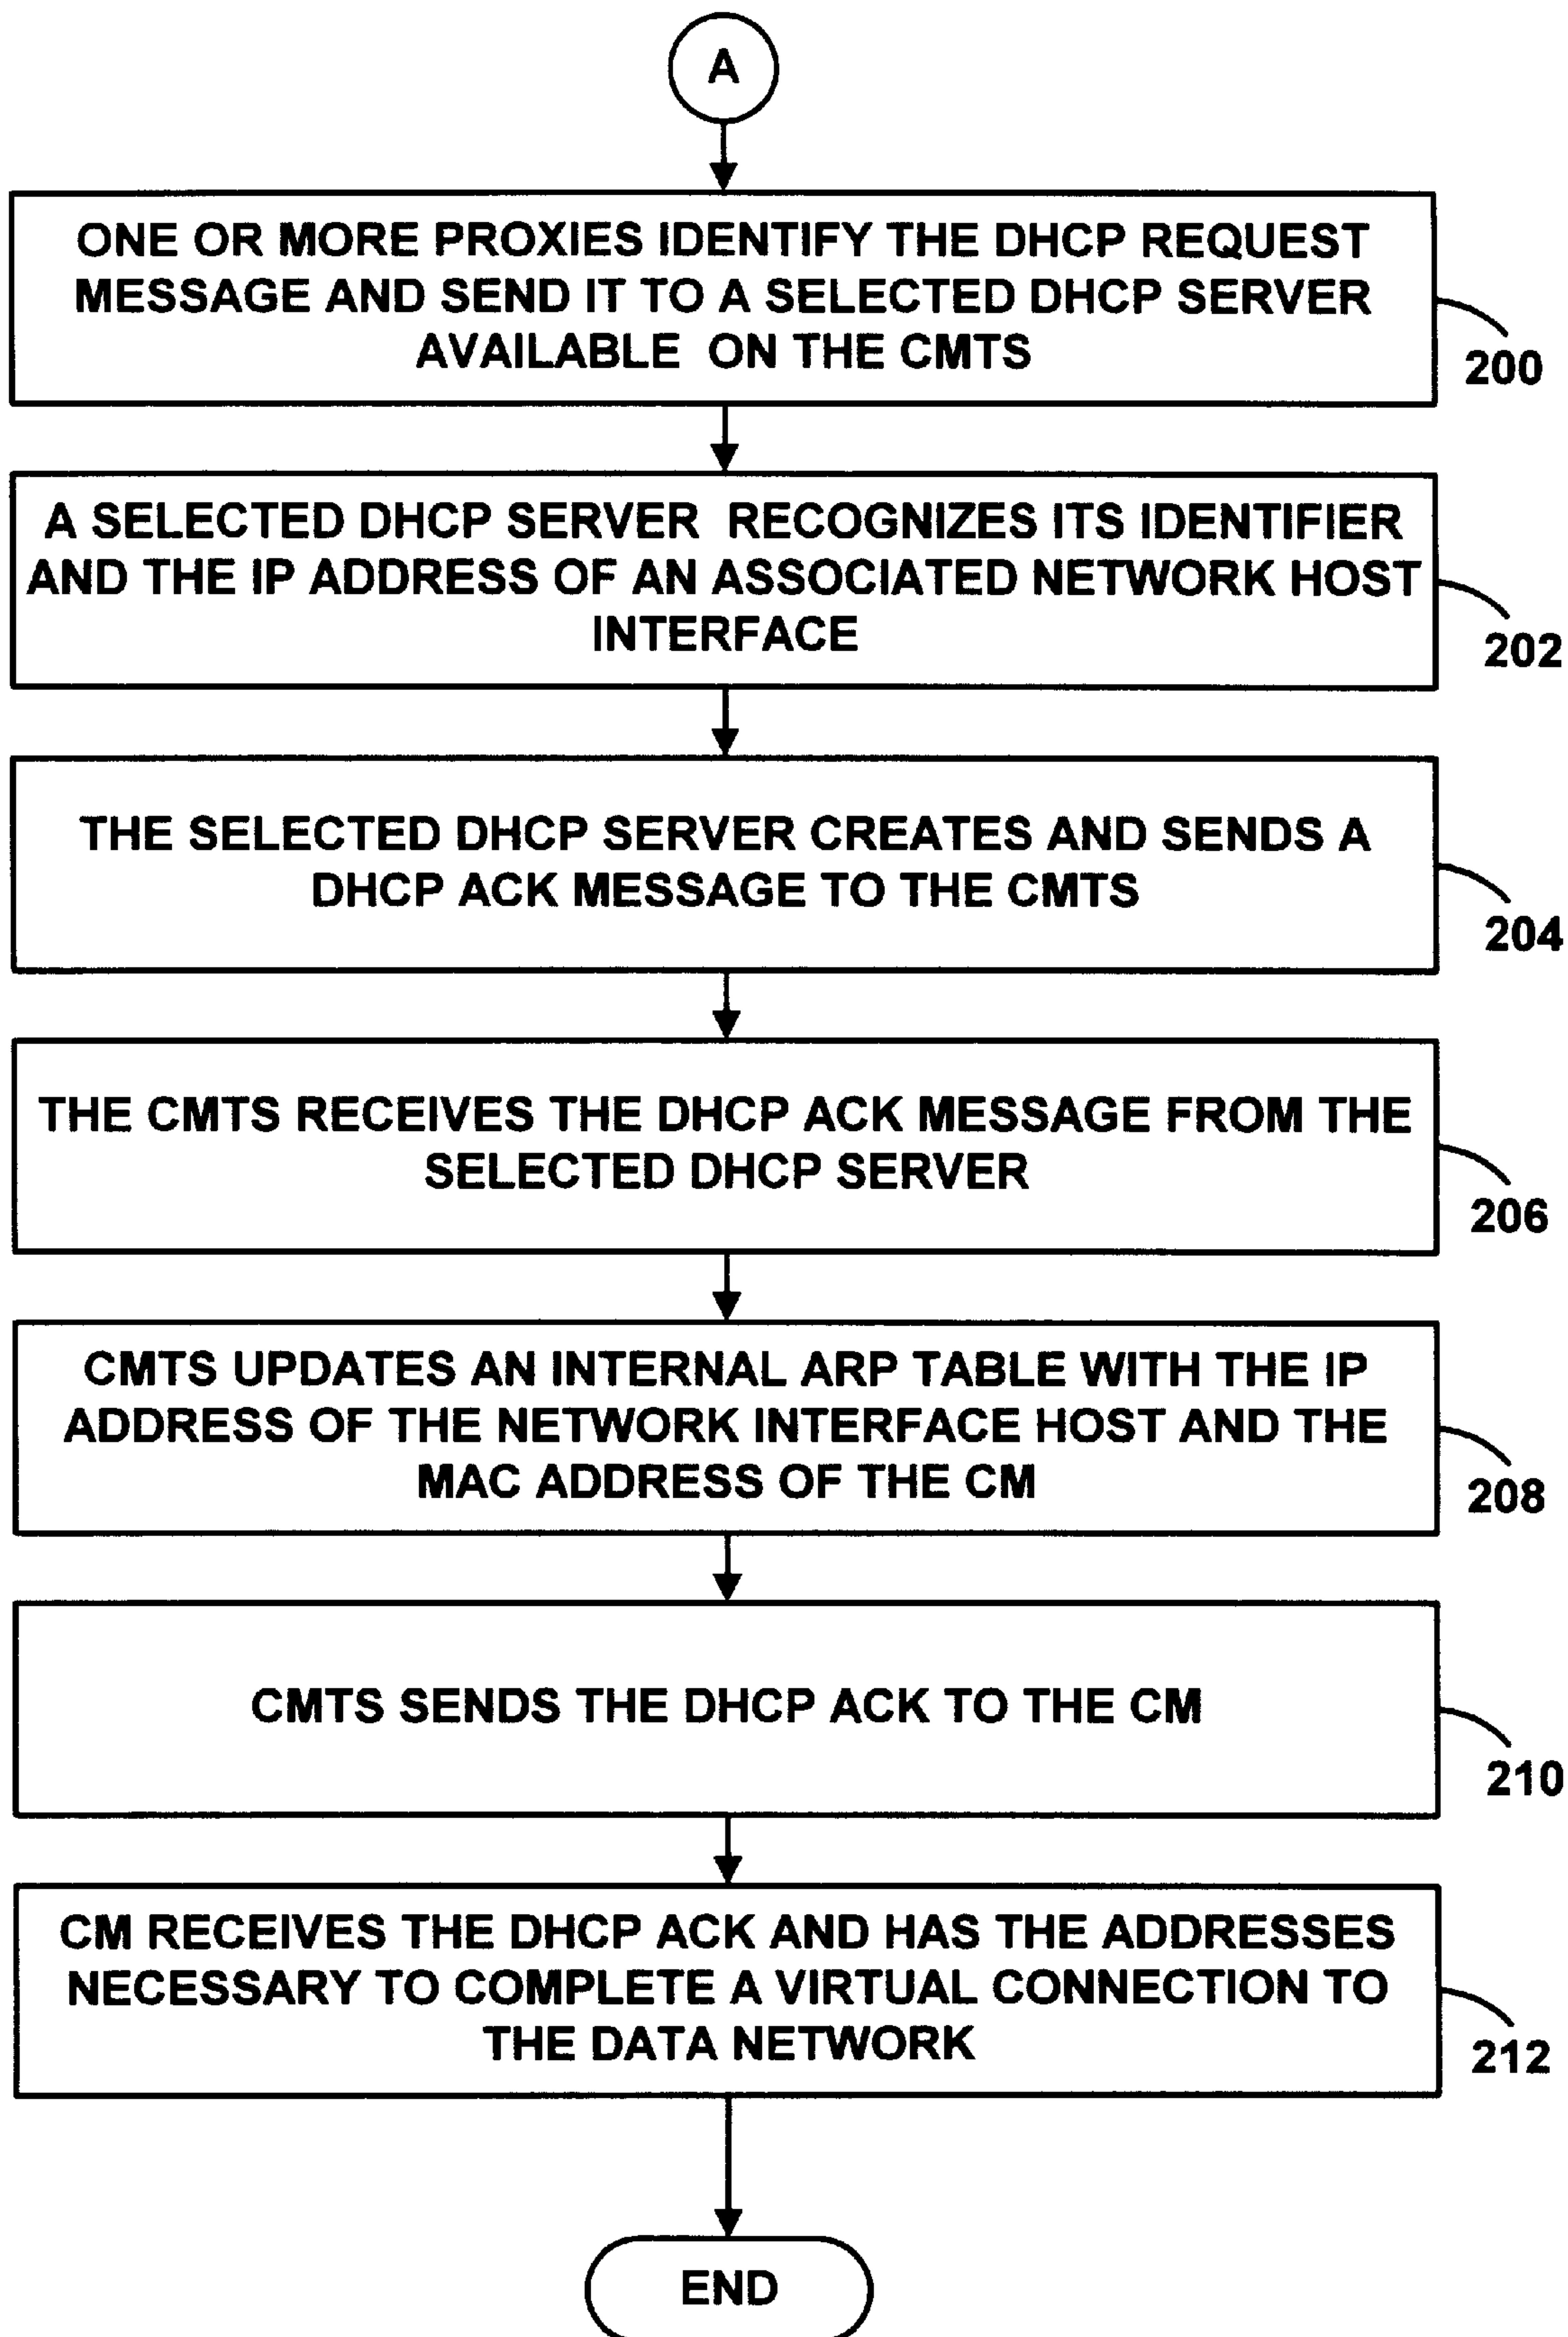 A
ONE OR MORE PROXIES IDENTIFY THE DHCP REQUEST
MESSAGE AND SEND IT TO A SELECTED DHCP SERVER
AVAILABLE ON THE CMTS
200
A SELECTED DHCP SERVER RECOGNIZES ITS IDENTIFIER
AND THE IP ADDRESS OF AN ASSOCIATED NETWORK HOST
INTERFACE
202
THE SELECTED DHCP SERVER CREATES AND SENDS A
DHCP ACK MESSAGE TO THE CMTS
204
THE CMTS RECEIVES THE DHCP ACK MESSAGE FROM THE
SELECTED DHCP SERVER
206
CMTS UPDATES AN INTERNAL ARP TABLE WITH THE IP
ADDRESS OF THE NETWORK INTERFACE HOST AND THE
MAC ADDRESS OF THE CM
208
CMTS SENDS THE DHCP ACK TO THE CM
210
CM RECEIVES THE DHCP ACK AND HAS THE ADDRESSES
NECESSARY TO COMPLETE A VIRTUAL CONNECTION TO
THE DATA NETWORK
212
END